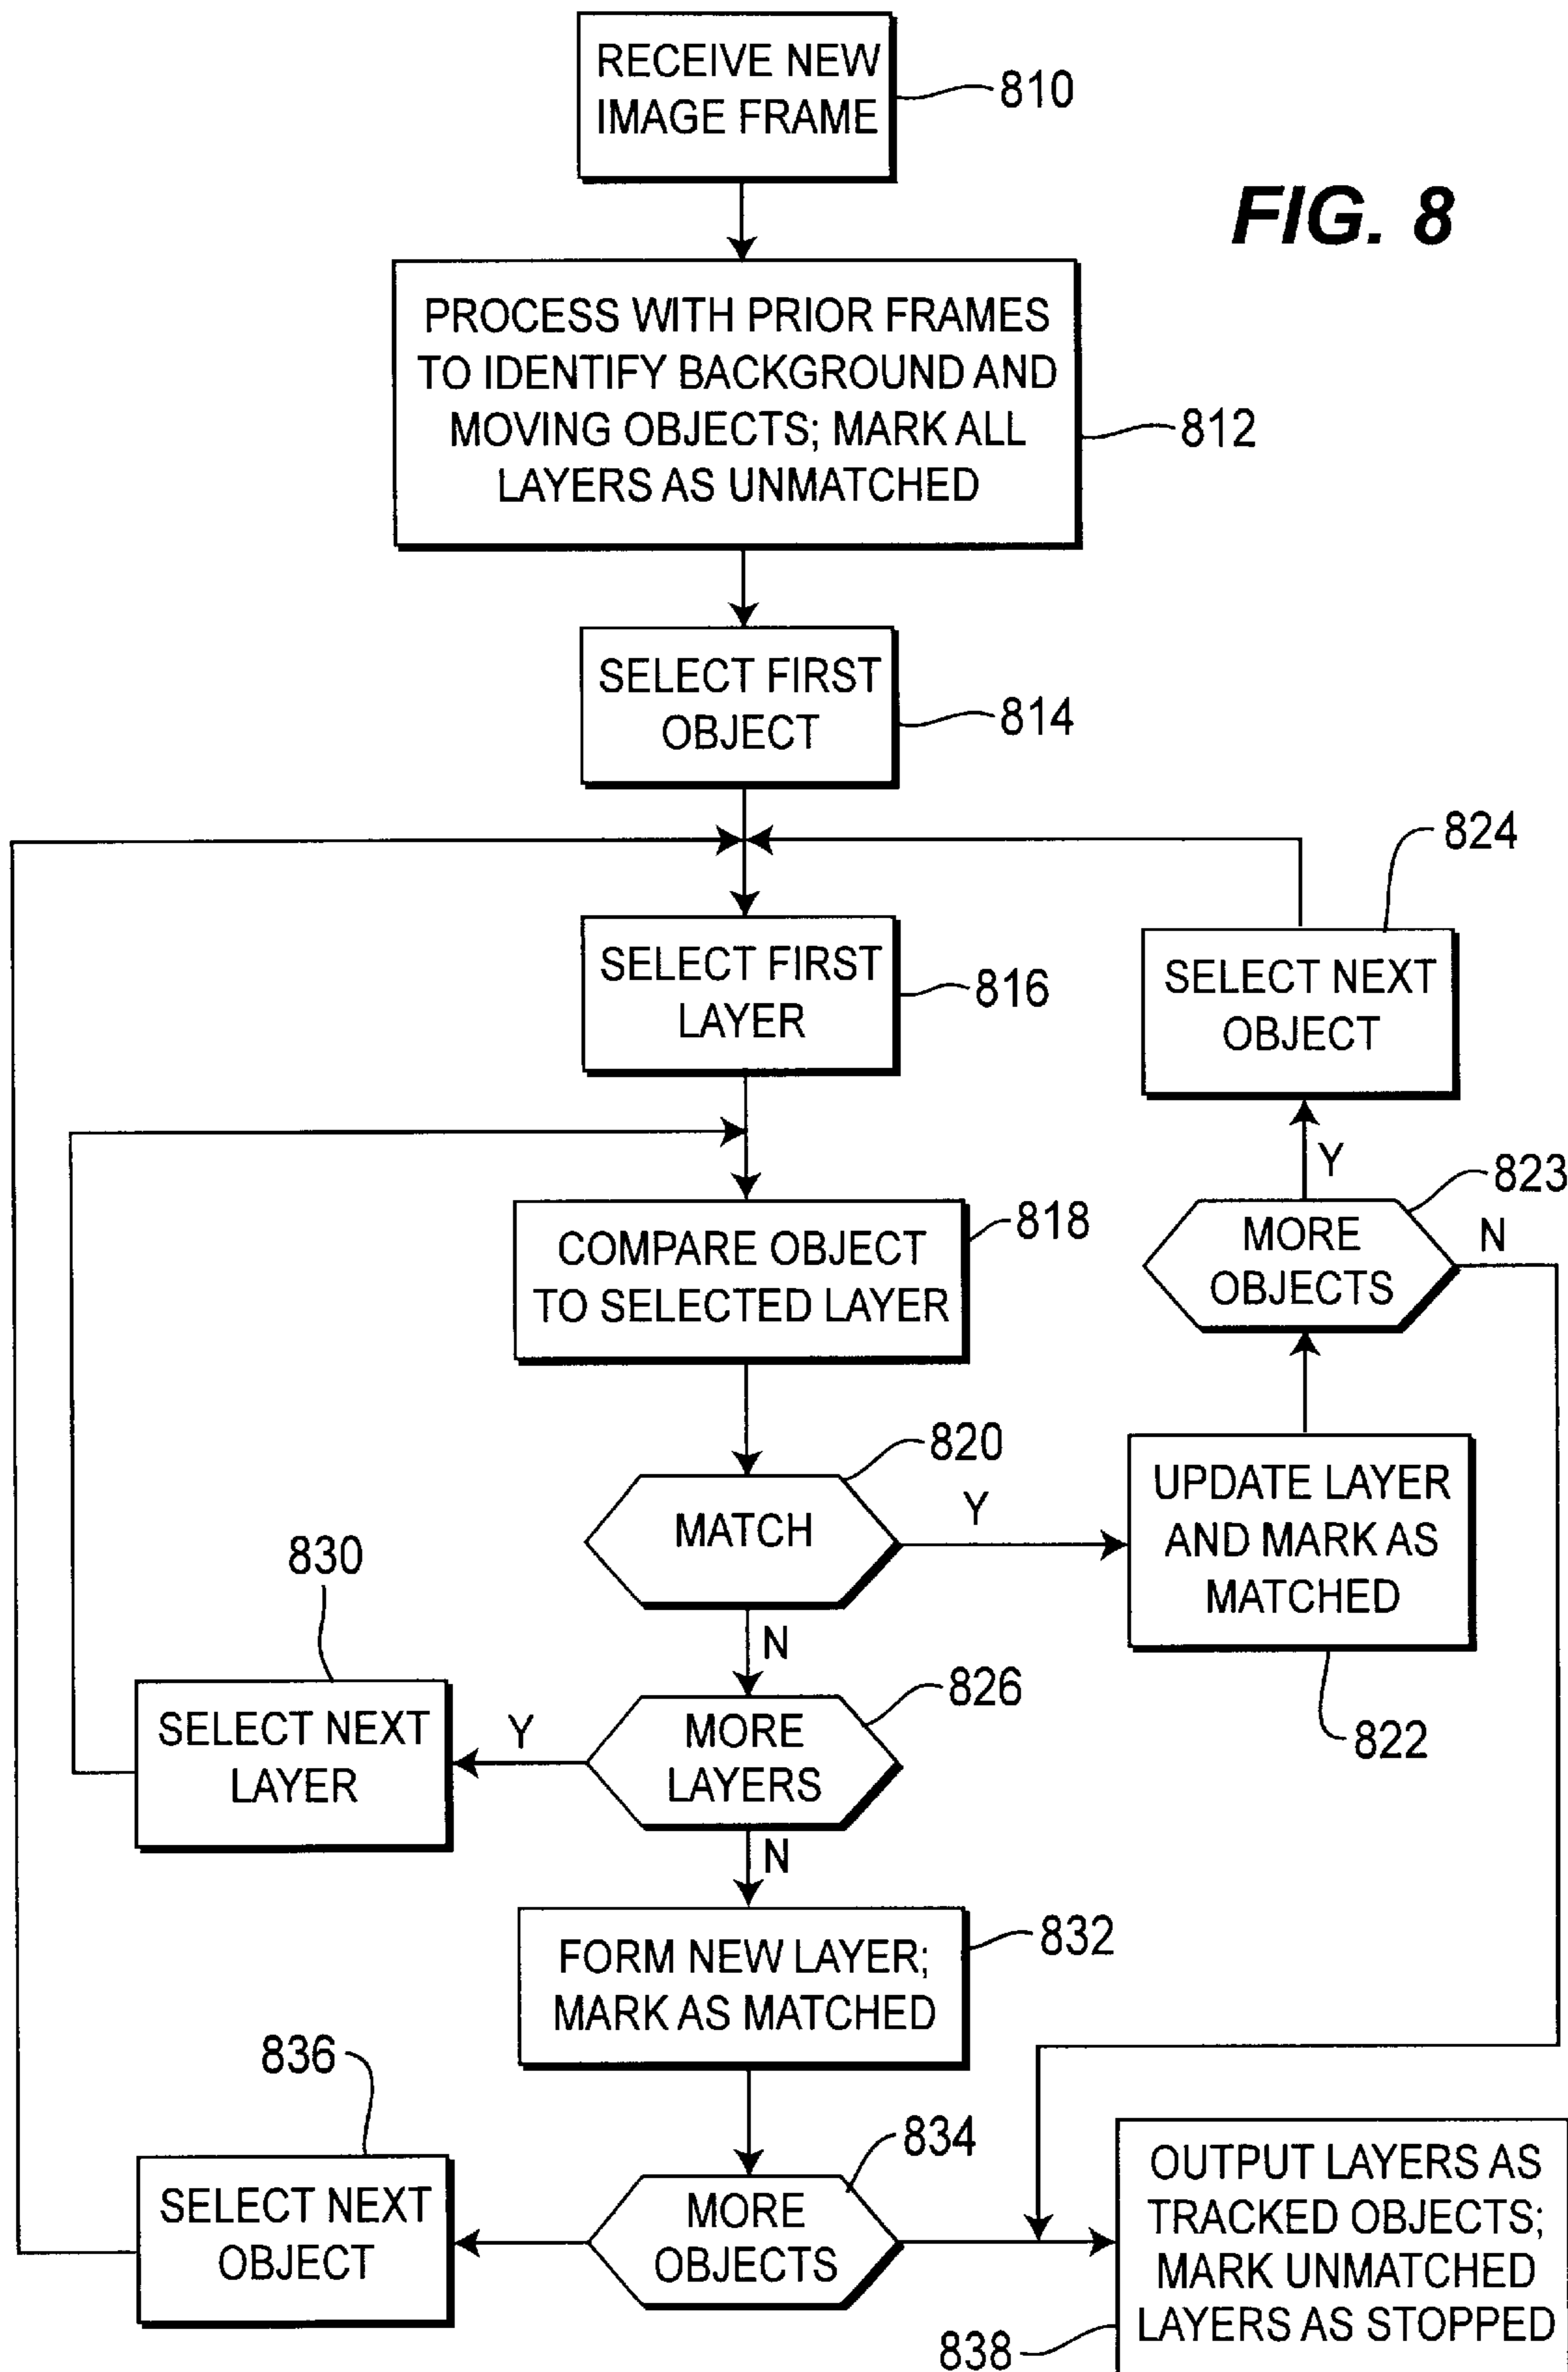 RECEIVE NEW
IMAGE FRAME
810
FIG. 8
PROCESS WITH PRIOR FRAMES
TO IDENTIFY BACKGROUND AND
MOVING OBJECTS; MARK ALL
LAYERS AS UNMATCHED
812
SELECT FIRST
OBJECT
814
824
SELECT FIRST
LAYER
816
SELECT NEXT
OBJECT
Y
823
COMPARE OBJECT
TO SELECTED LAYER
818
MORE
OBJECTS
N
820
MATCH
Y
UPDATE LAYER
AND MARK AS
MATCHED
822
N
830
SELECT NEXT
LAYER
Y
MORE
LAYERS
826
N
FORM NEW LAYER;
MARK AS MATCHED
832
836
SELECT NEXT
OBJECT
MORE
OBJECTS
834
OUTPUT LAYERS AS
TRACKED OBJECTS;
MARK UNMATCHED
LAYERS AS STOPPED
838